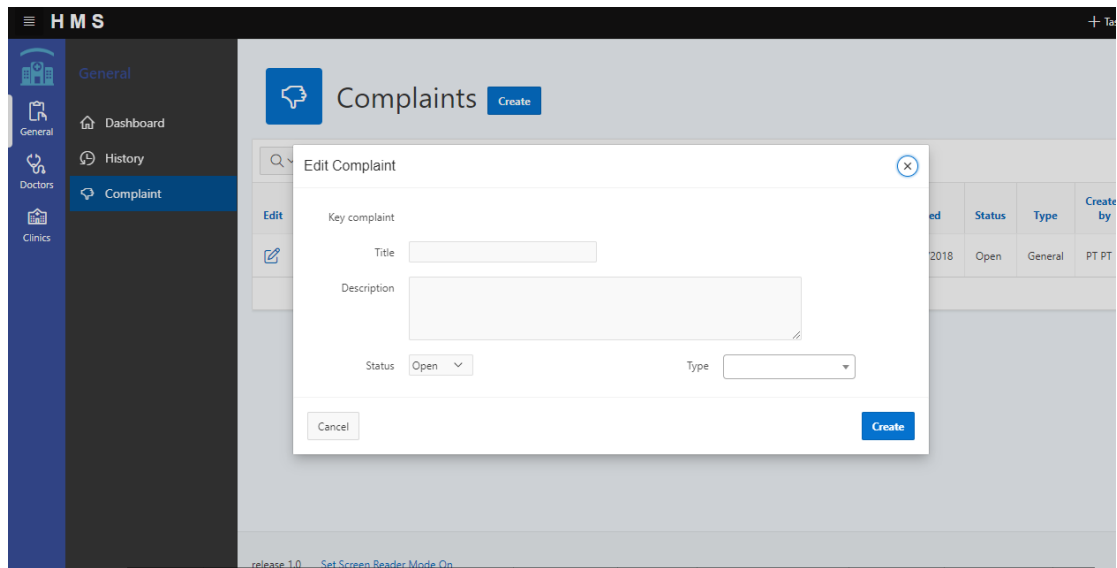 HMS
+ Tas
General
General
Dashboard
History
Complaint
Doctors
Clinics
Complaints
Create
Edit Complaint
Key complaint
Title
Description
Status
Open
Type
Cancel
Create
Edit
ed
Status
Type
Create
by
/2018
Open
General
PT PT
release 1.0
Set Screen Reader Mode On